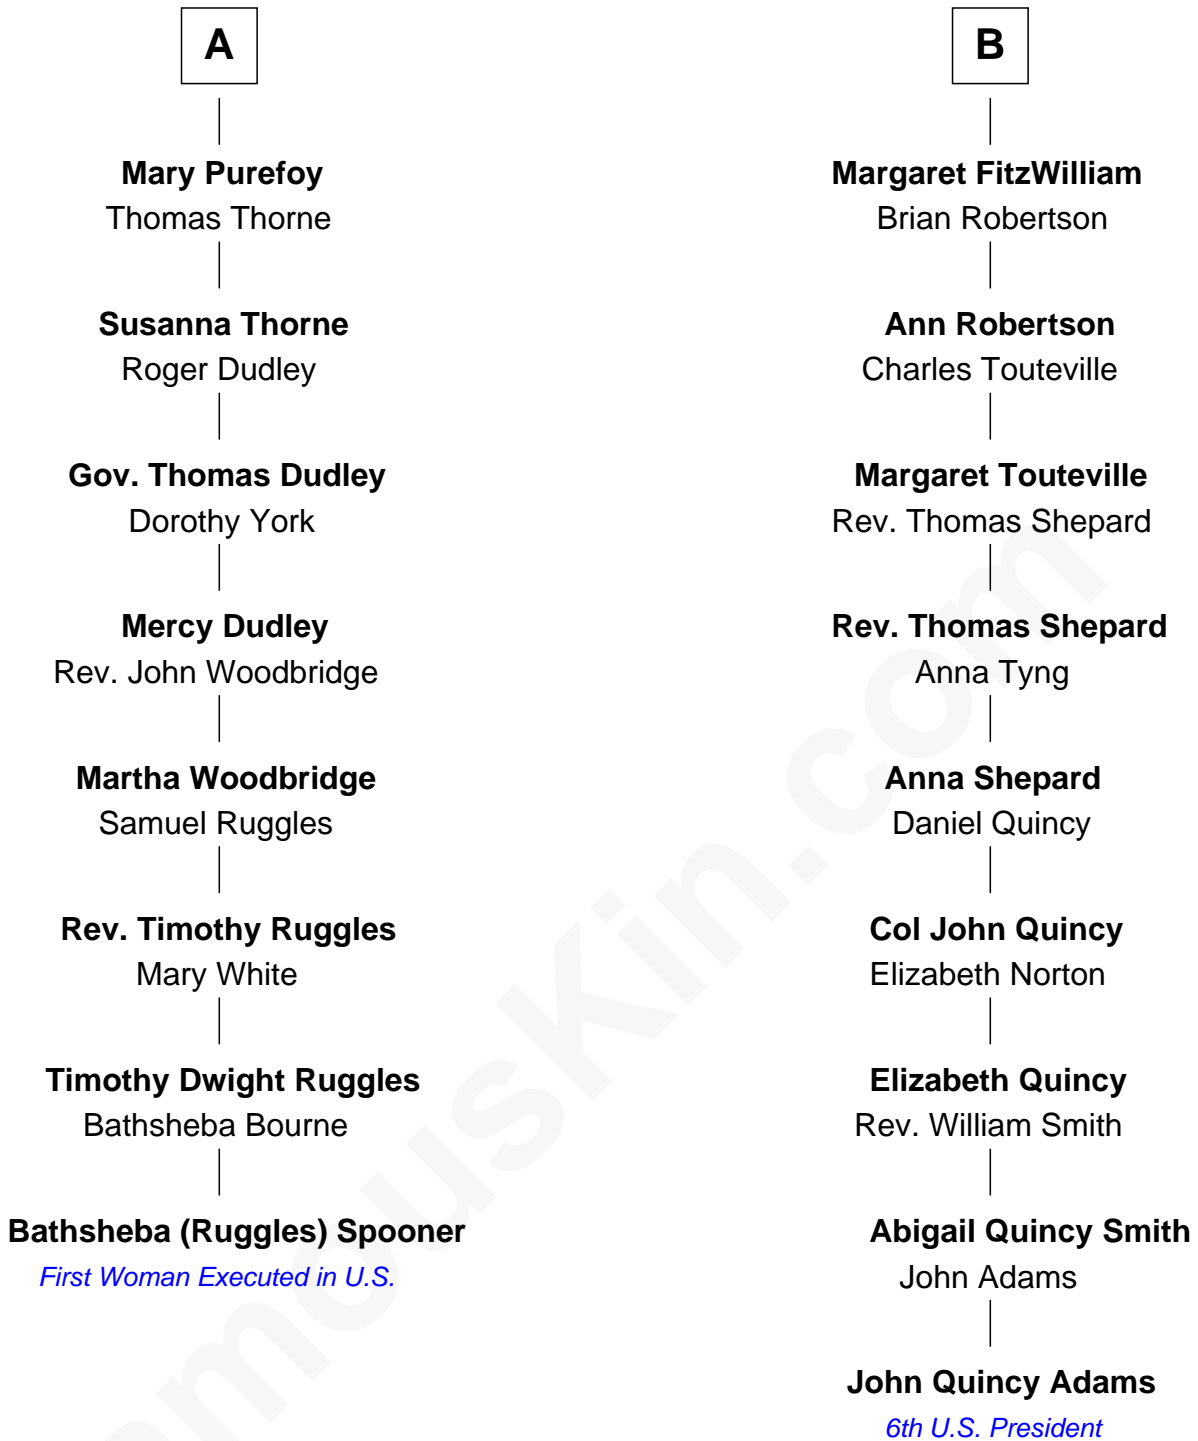 A
Mary Purefoy
Thomas Thorne
Susanna Thorne
Roger Dudley
Gov. Thomas Dudley
Dorothy York
Mercy Dudley
Rev. John Woodbridge
Martha Woodbridge
Samuel Ruggles
Rev. Timothy Ruggles
Mary White
Timothy Dwight Ruggles
Bathsheba Bourne
Bathsheba (Ruggles) Spooner
First Woman Executed in U.S.
B
Margaret FitzWilliam
Brian Robertson
Ann Robertson
Charles Touteville
Margaret Touteville
Rev. Thomas Shepard
Rev. Thomas Shepard
Anna Tyng
Anna Shepard
Daniel Quincy
Col John Quincy
Elizabeth Norton
Elizabeth Quincy
Rev. William Smith
Abigail Quincy Smith
John Adams
John Quincy Adams
6th U.S. President
amousKin.com